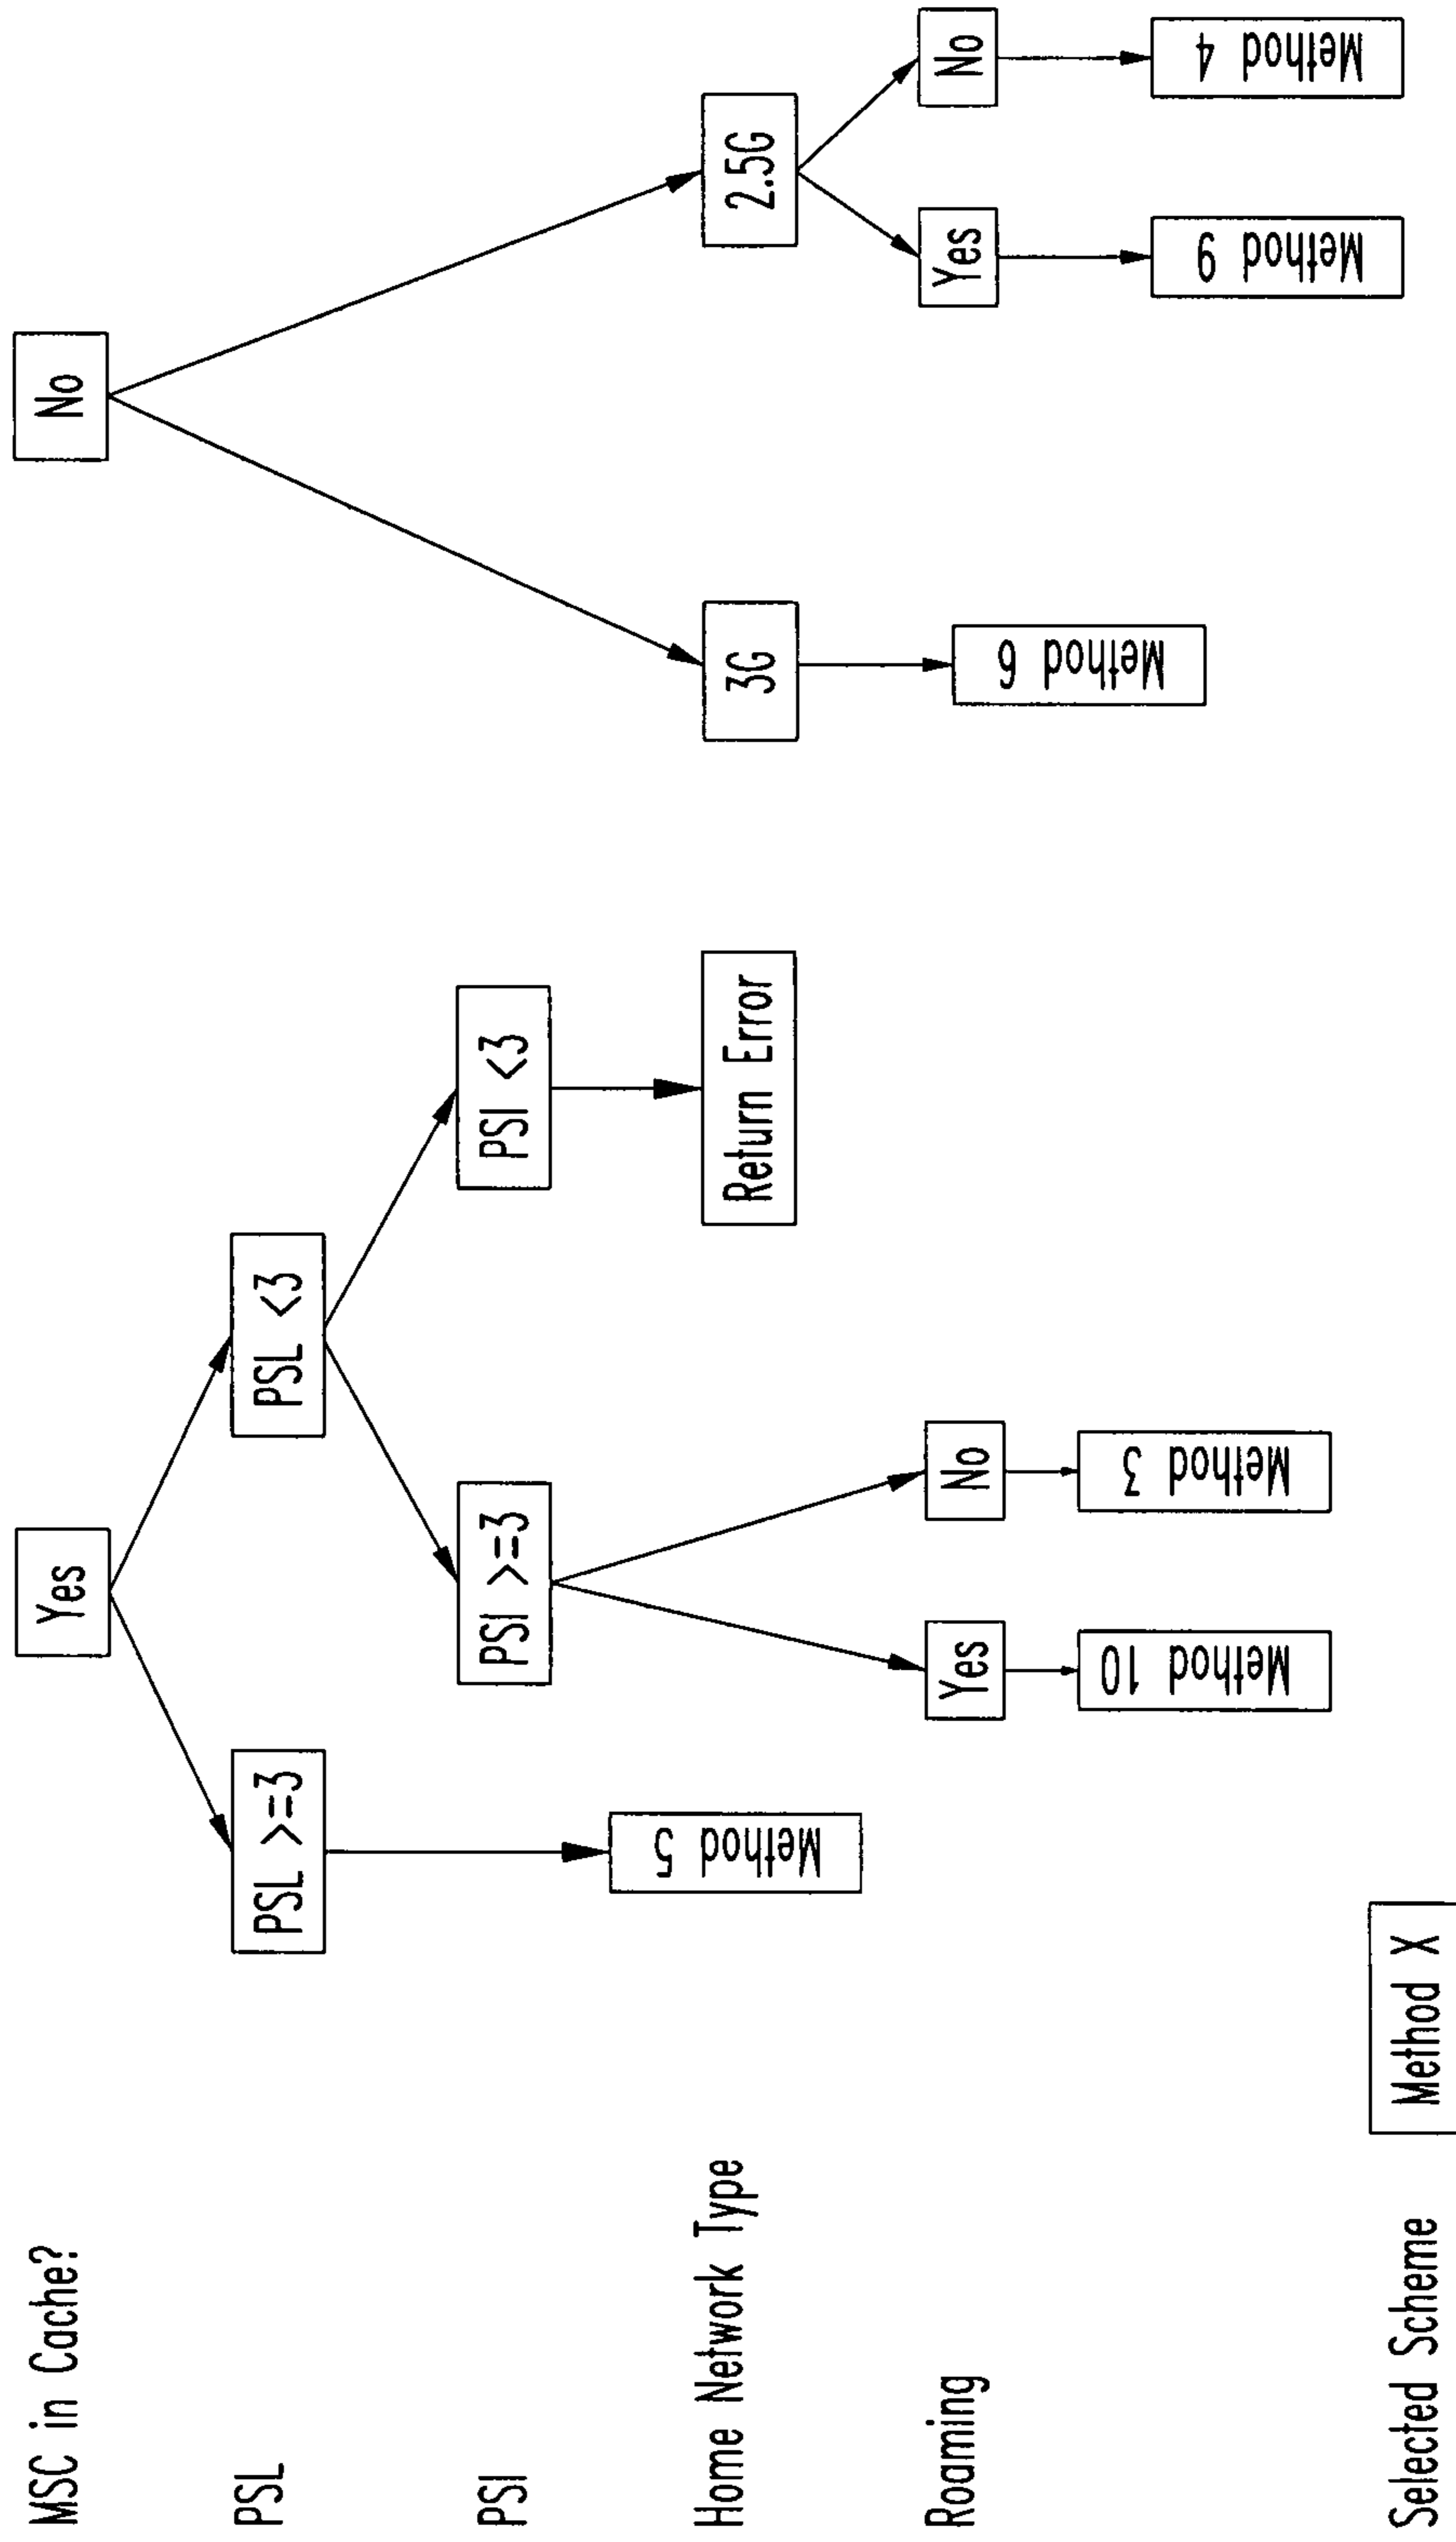 MSC in Cache?
Yes
No
PSL
PSL >=3
PSL <3
PSI
PSI >=3
PSI <3
Home Network Type
Method 5
Return Error
3G
2.5G
Roaming
Yes
No
Method 6
Yes
No
Method 10
Method 3
Method 9
Method 4
Selected Scheme
Method X